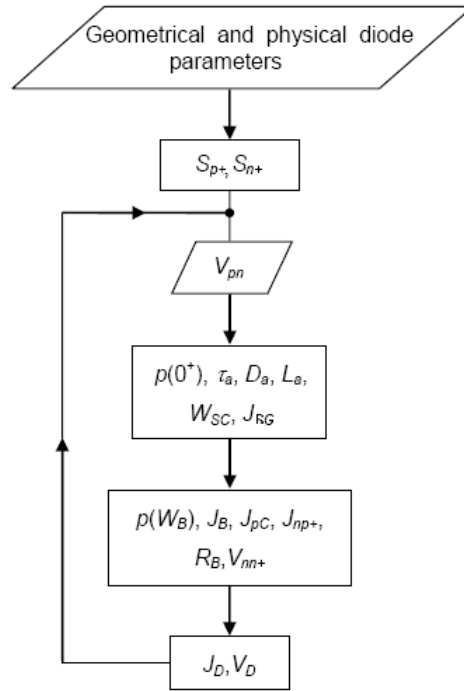 Geometrical and physical diode
parameters
Sp+, Sn+
Vpn
p(0+), τa, Da, La,
WSC, JRG
p(WB), JB, JpC, Jnp+,
RB,Vnn+
JD,VD